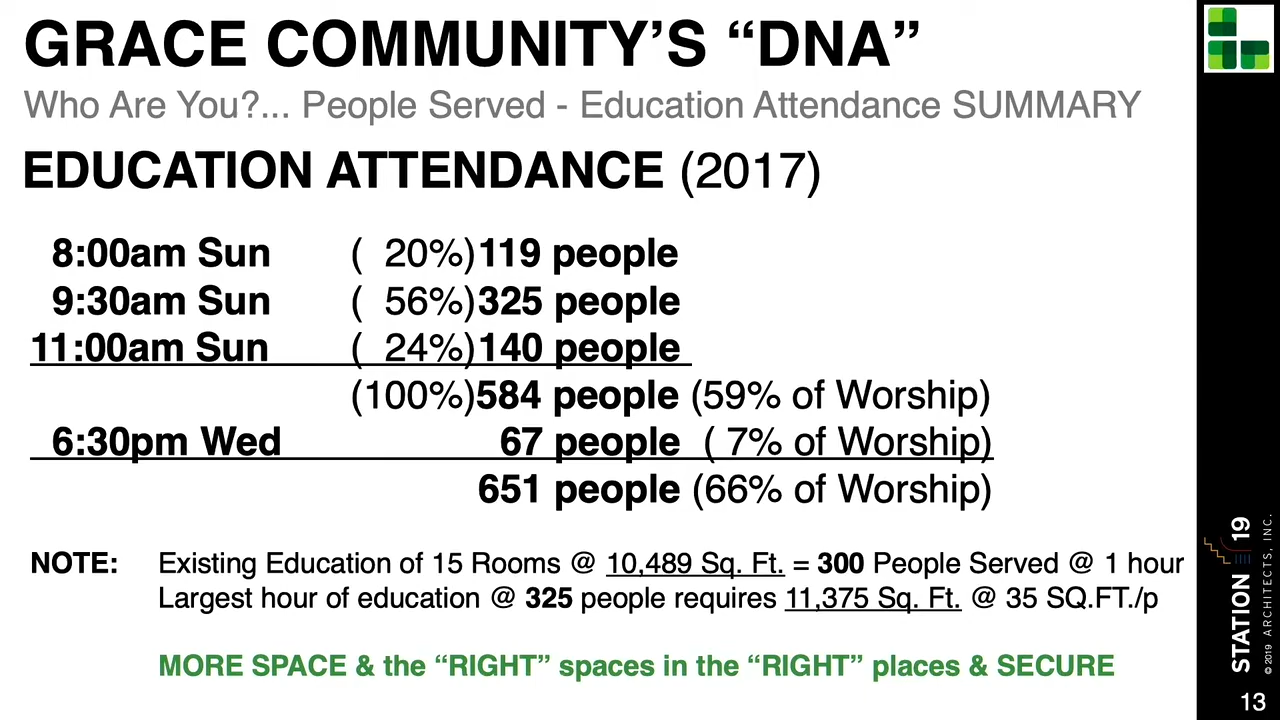 GRACE COMMUNITY’S “DNA”
Who Are You?... People Served - Education Attendance SUMMARY
EDUCATION ATTENDANCE (2017)
8:00am Sun ( 20%) 119 people
9:30am Sun ( 56%) 325 people
11:00am Sun ( 24%) 140 people
(100%) 584 people (59% of Worship)
6:30pm Wed 67 people ( 7% of Worship)
651 people (66% of Worship)
NOTE: Existing Education of 15 Rooms @ 10,489 Sq. Ft. = 300 People Served @ 1 hour
Largest hour of education @ 325 people requires 11,375 Sq. Ft. @ 35 SQ.FT./p
MORE SPACE & the “RIGHT” spaces in the “RIGHT” places & SECURE
STATION 19
© 2019 ARCHITECTS, INC.
13